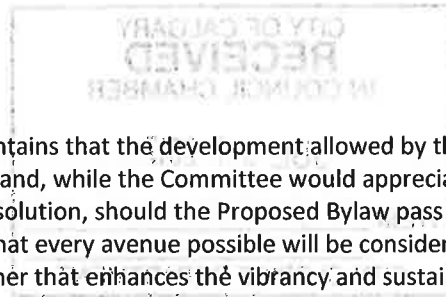 CITY OF CALGARY
RECEIVED
IN COUNCIL CHAMBER
ntains that the development allowed by th
and, while the Committee would apprecia
solution, should the Proposed Bylaw pass
hat every avenue possible will be consider
ner that enhances the vibrancy and sustai